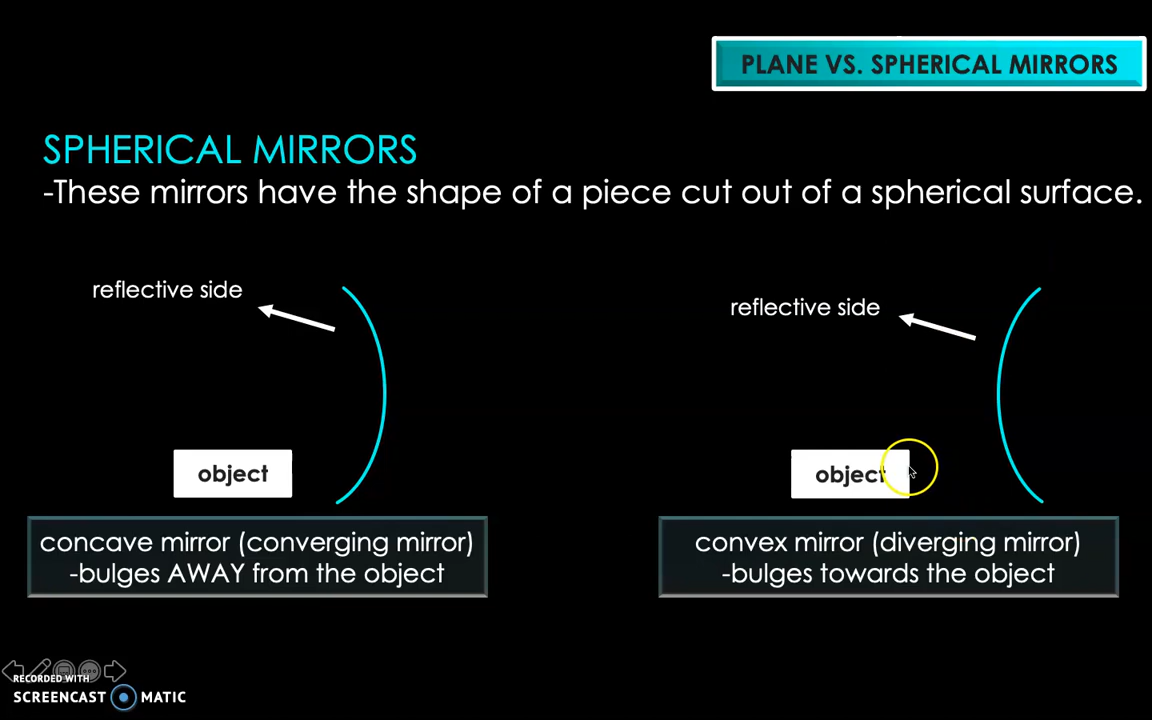 PLANE VS. SPHERICAL MIRRORS
SPHERICAL MIRRORS
-These mirrors have the shape of a piece cut out of a spherical surface.
reflective side
reflective side
object
object
concave mirror (converging mirror)
-bulges AWAY from the object
convex mirror (diverging mirror)
-bulges towards the object
RECORDED WITH
SCREENCAST MATIC